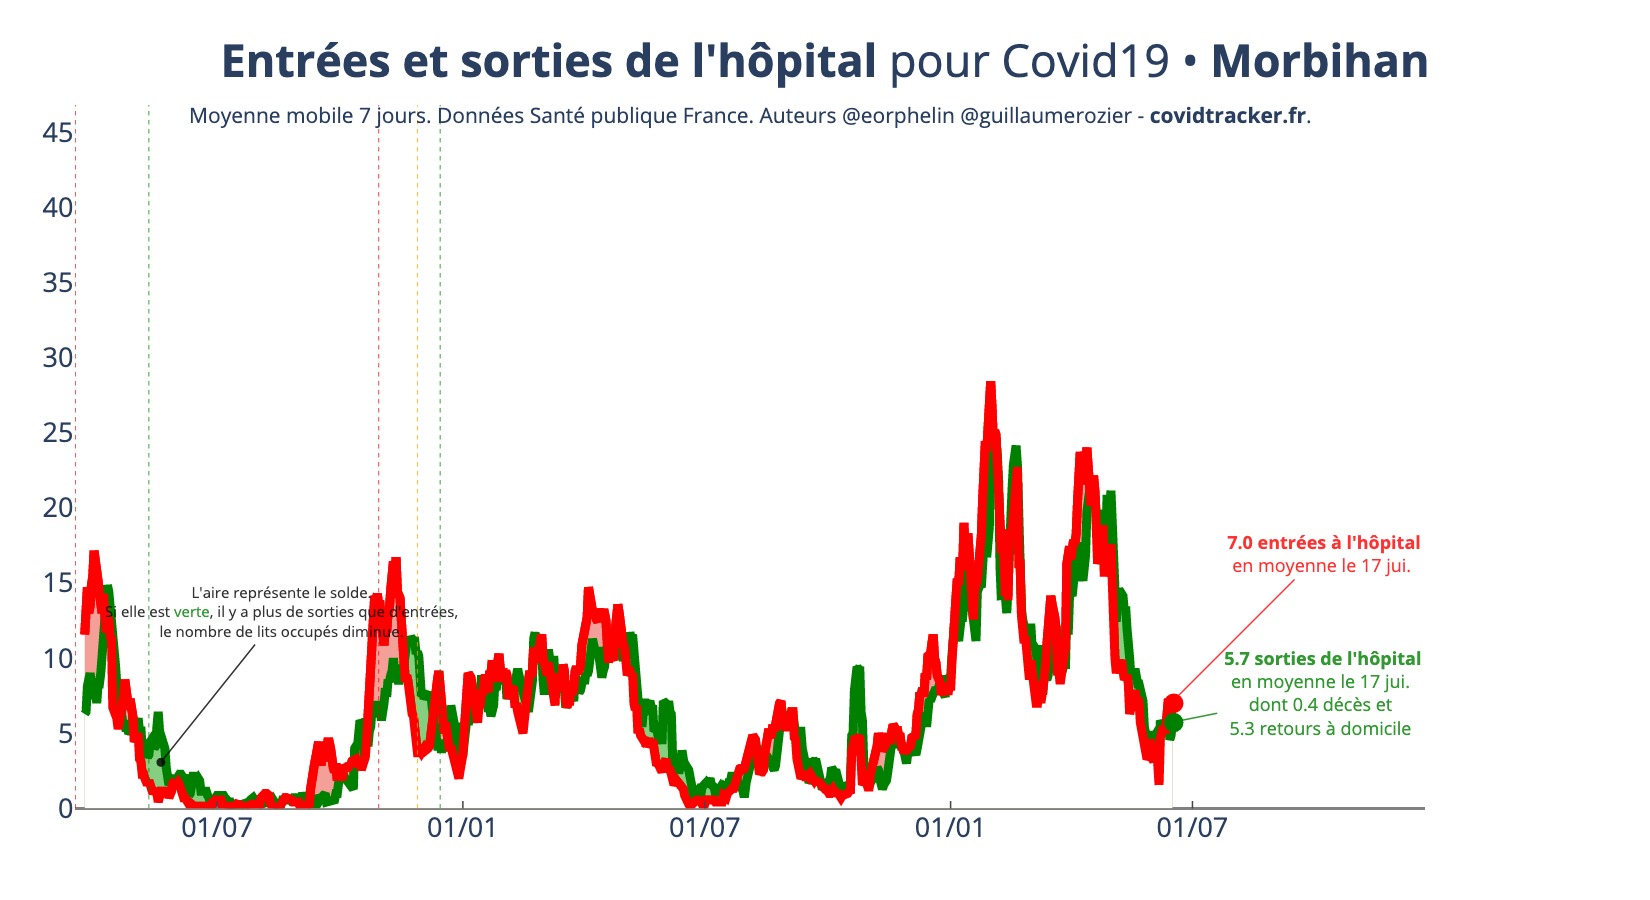 Entrées et sorties de l'hôpital pour Covid19 • Morbihan
Moyenne mobile 7 jours. Données Santé publique France. Auteurs @eorphelin @guillaumerozier - covidtracker.fr.
45
40
35
30
25
20
15
10
5
0
L'aire représente le solde.
Si elle est verte, il y a plus de sorties que d'entrées,
le nombre de lits occupés diminue.
7.0 entrées à l'hôpital
en moyenne le 17 jui.
5.7 sorties de l'hôpital
en moyenne le 17 jui.
dont 0.4 décès et
5.3 retours à domicile
01/07
01/01
01/07
01/01
01/07